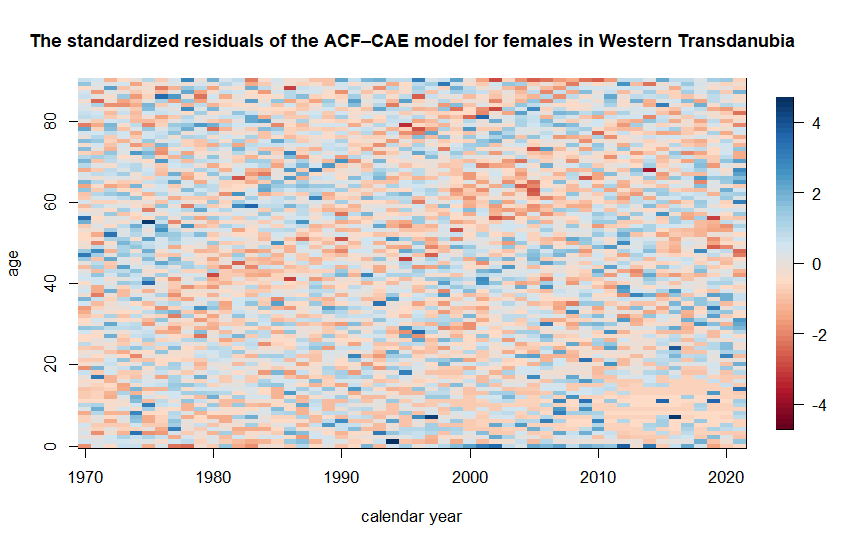 The standardized residuals of the ACF–CAE model for females in Western Transdanubia
80
60
40
20
0
age
1970 1980 1990 2000 2010 2020
calendar year
4
2
0
-2
-4